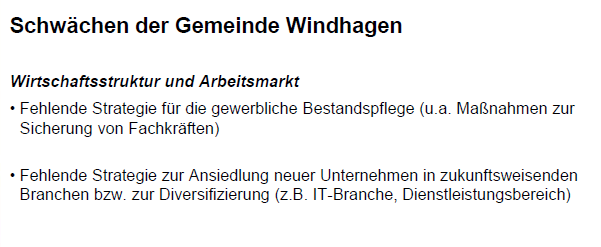 Schwächen der Gemeinde Windhagen
Wirtschaftsstruktur und Arbeitsmarkt
• Fehlende Strategie für die gewerbliche Bestandspflege (u.a. Maßnahmen zur
Sicherung von Fachkräften)
• Fehlende Strategie zur Ansiedlung neuer Unternehmen in zukunftsweisenden
Branchen bzw. zur Diversifizierung (z.B. IT-Branche, Dienstleistungsbereich)